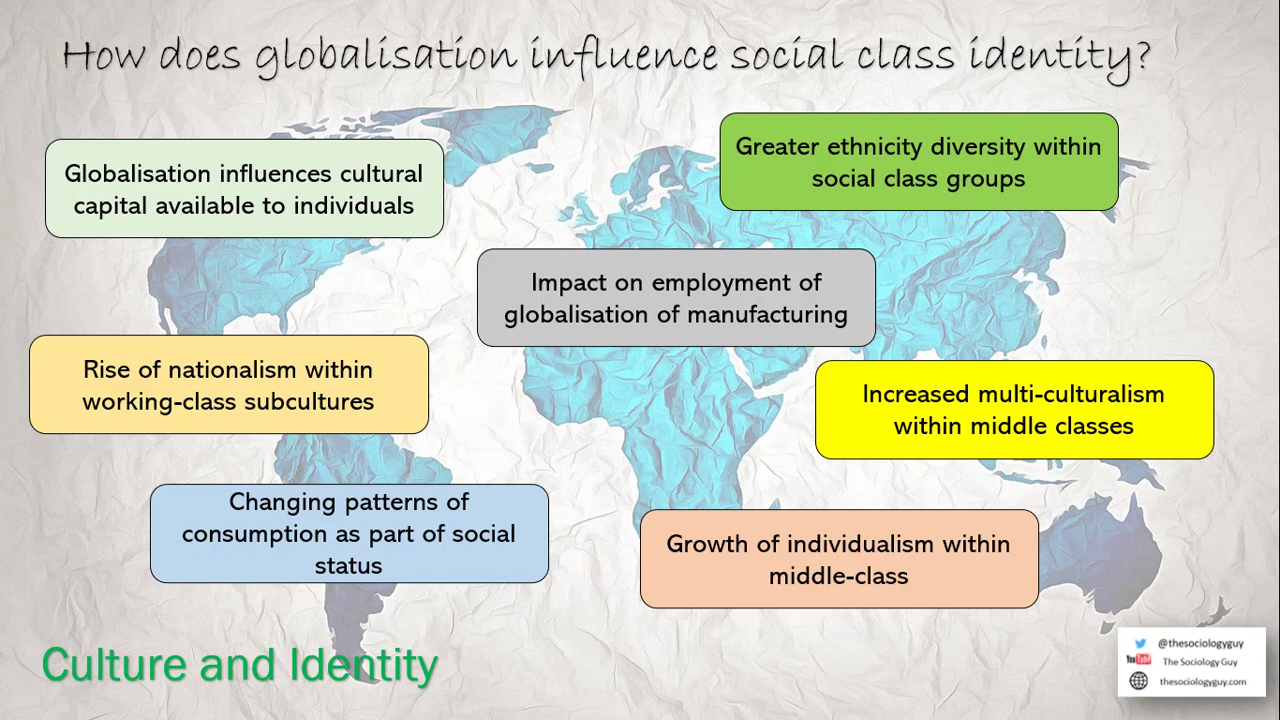 How does globalisation influence social class identity?
Globalisation influences cultural
capital available to individuals
Greater ethnicity diversity within
social class groups
Impact on employment of
globalisation of manufacturing
Rise of nationalism within
working-class subcultures
Increased multi-culturalism
within middle classes
Changing patterns of
consumption as part of social
status
Growth of individualism within
middle-class
Culture and Identity
@thesociologyguy
YouTube The Sociology Guy
thesociologyguy.com